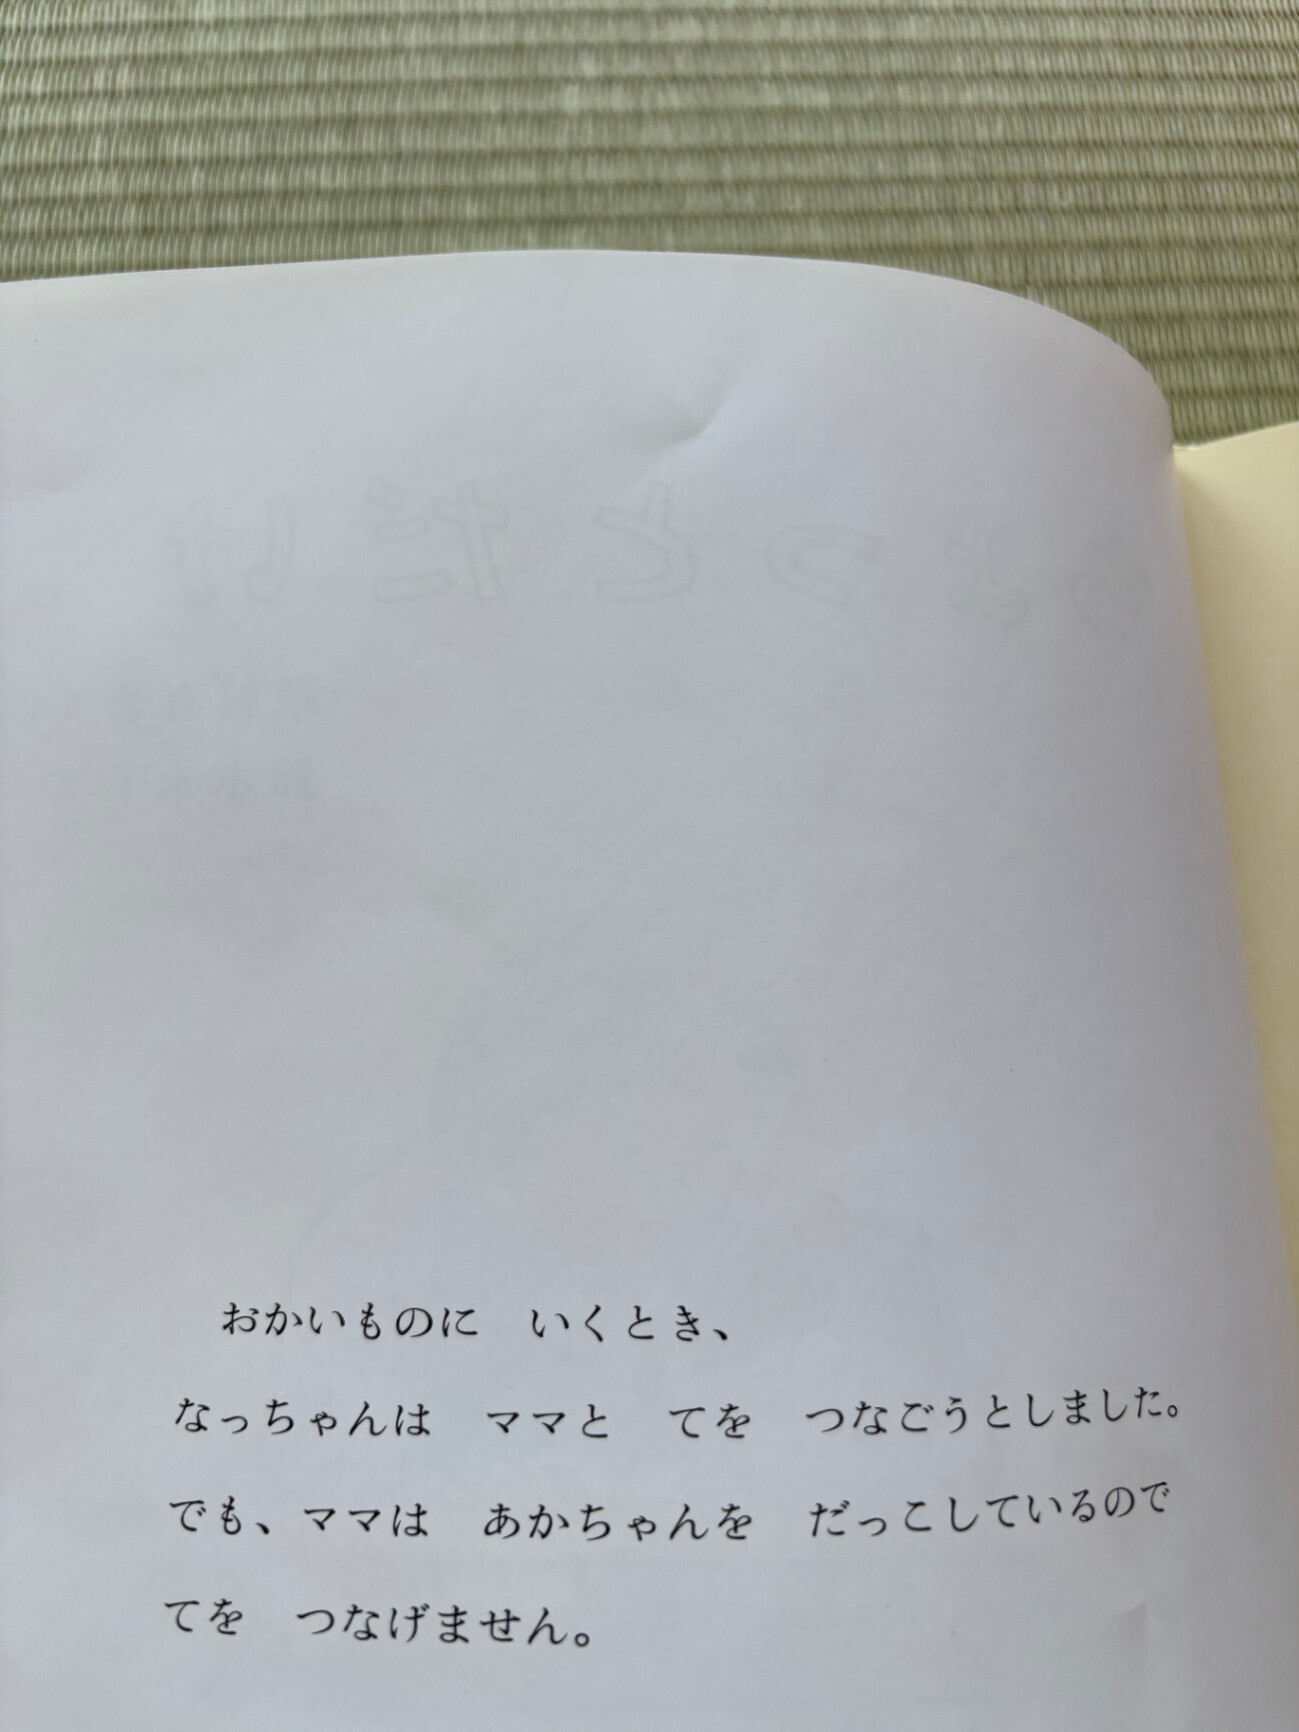 おかいものに　いくとき、
なっちゃんは　ママと　てを　つなごうとしました。
でも、ママは　あかちゃんを　だっこしているので
てを　つなげません。